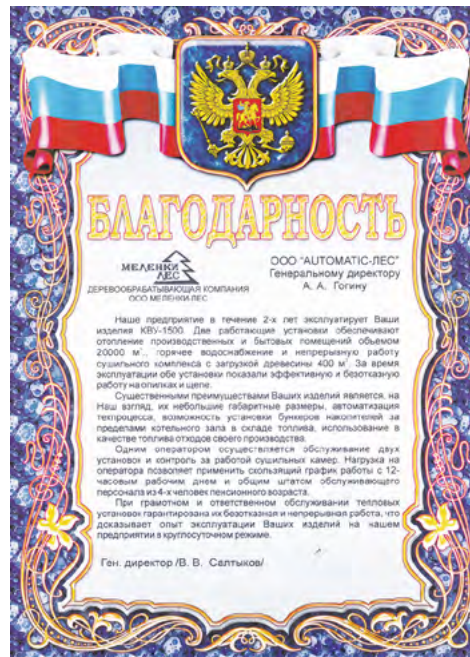 БЛАГОДАРНОСТЬ
МЕЛЕНКИ
ЛЕС
ДЕРЕВООБРАБАТЫВАЮЩАЯ КОМПАНИЯ
ООО МЕЛЕНКИ-ЛЕС
ООО "AUTOMATIC-ЛЕС"
Генеральному директору
А. А. Гогину
Наше предприятие в течение 2-х лет эксплуатирует Ваши
изделия КВУ-1500. Две работающие установки обеспечивают
отопление производственных и бытовых помещений объемом
20000 м³., горячее водоснабжение и непрерывную работу
сушильного комплекса с загрузкой древесины 400 м³. За время
эксплуатации обе установки показали эффективную и безотказную
работу на опилках и щепе.
Существенными преимуществами Ваших изделий является, на
Наш взгляд, их небольшие габаритные размеры, автоматизация
техпроцесса, возможность установки бункеров накопителей за
пределами котельного зала в складе топлива, использование в
качестве топлива отходов своего производства.
Одним оператором осуществляется обслуживание двух
установок и контроль за работой сушильных камер. Нагрузка на
оператора позволяет применить скользящий график работы с 12-
часовым рабочим днем и общим штатом обслуживающего
персонала из 4-х человек пенсионного возраста.
При грамотном и ответственном обслуживании тепловых
установок гарантирована их безотказная и непрерывная работа, что
доказывает опыт эксплуатации Ваших изделий на нашем
предприятии в круглосуточном режиме.
Ген. директор /В. В. Салтыков/